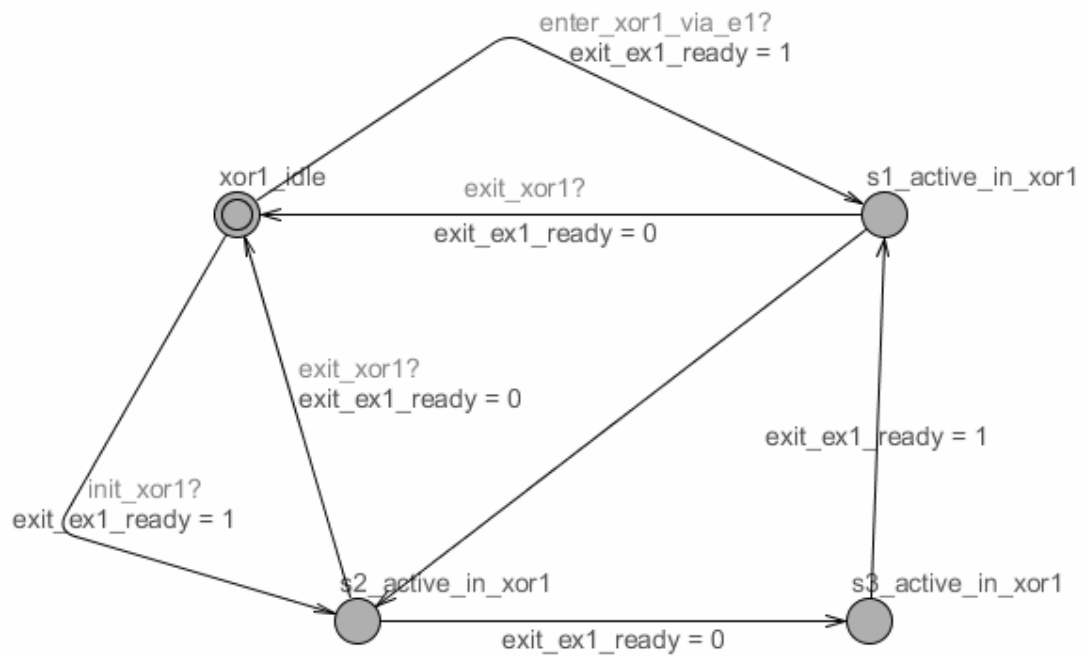 enter_xor1_via_e1?
exit_ex1_ready = 1
xor1_idle
s1_active_in_xor1
exit_xor1?
exit_ex1_ready = 0
exit_xor1?
exit_ex1_ready = 0
exit_ex1_ready = 1
init_xor1?
exit_ex1_ready = 1
s2_active_in_xor1
s3_active_in_xor1
exit_ex1_ready = 0